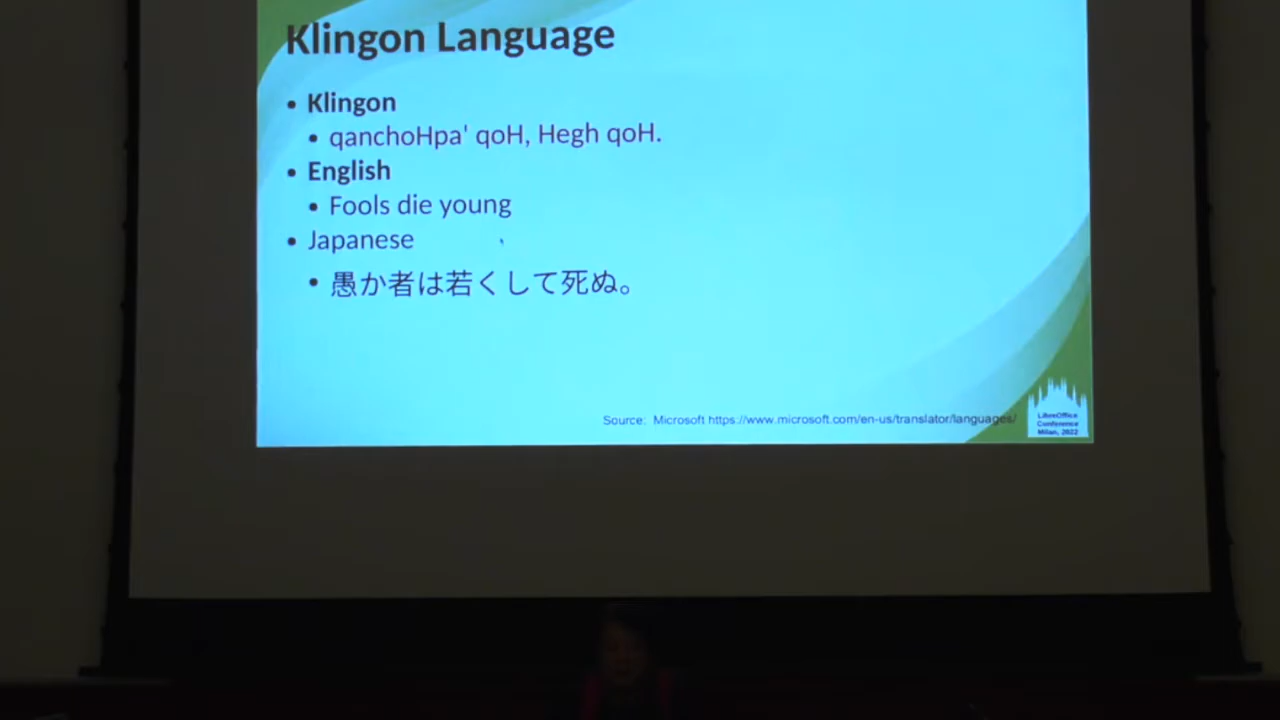 Klingon Language
• Klingon
• qanchoHpa' qoH, Hegh qoH.
• English
• Fools die young
• Japanese
• 愚か者は若くして死ぬ。
Source: Microsoft https://www.microsoft.com/en-us/translator/languages/
LibreOffice
Conference
Milan, 2022